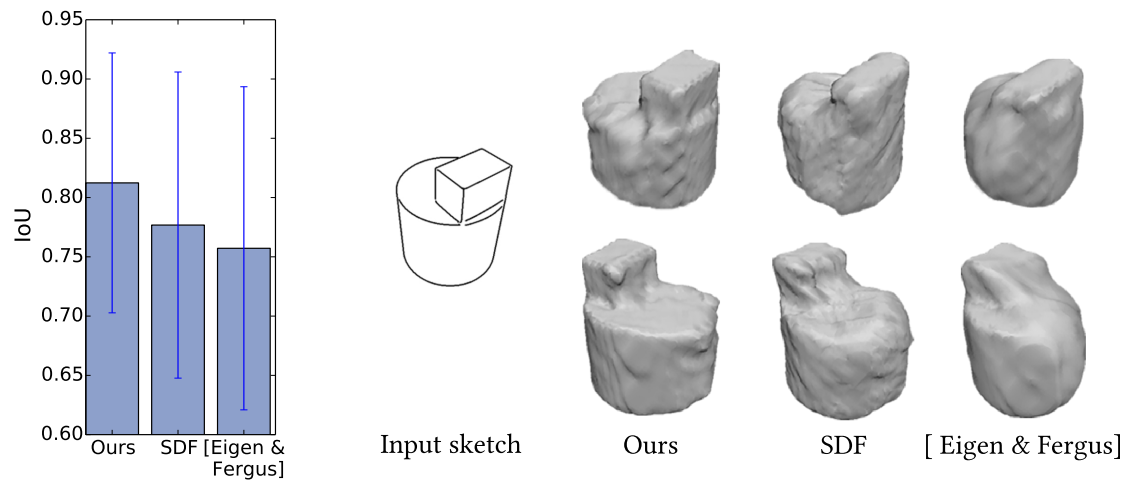 0.95
0.90
0.85
0.80
0.75
0.70
0.65
0.60
IoU
Ours
SDF
[Eigen &
Fergus]
Input sketch
Ours
SDF
[ Eigen & Fergus]